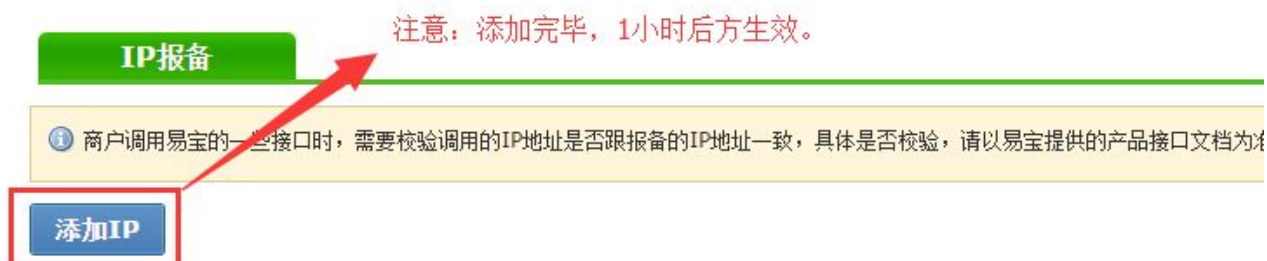 注意：添加完毕，1小时后方生效。
IP报备
商户调用易宝的一些接口时，需要校验调用的IP地址是否跟报备的IP地址一致，具体是否校验，请以易宝提供的产品接口文档为
添加IP